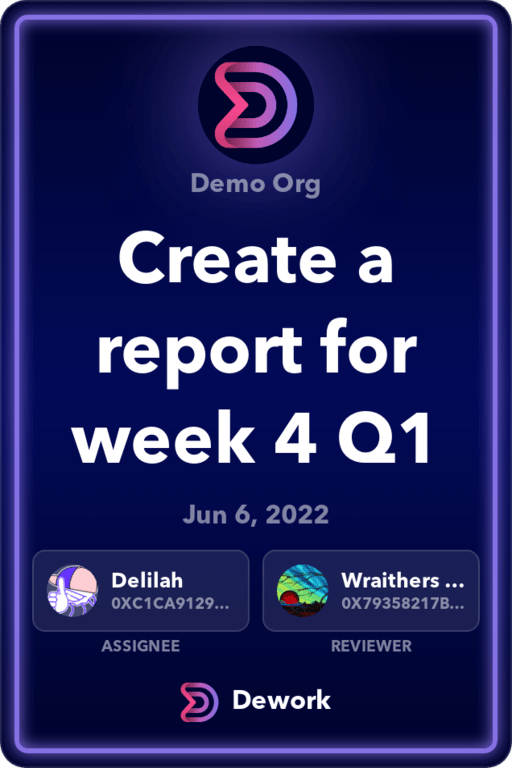 Demo Org
Create a
report for
week 4 Q1
Jun 6, 2022
Delilah
0XC1CA9129...
ASSIGNEE
Wraithers ...
0X79358217B...
REVIEWER
Dework